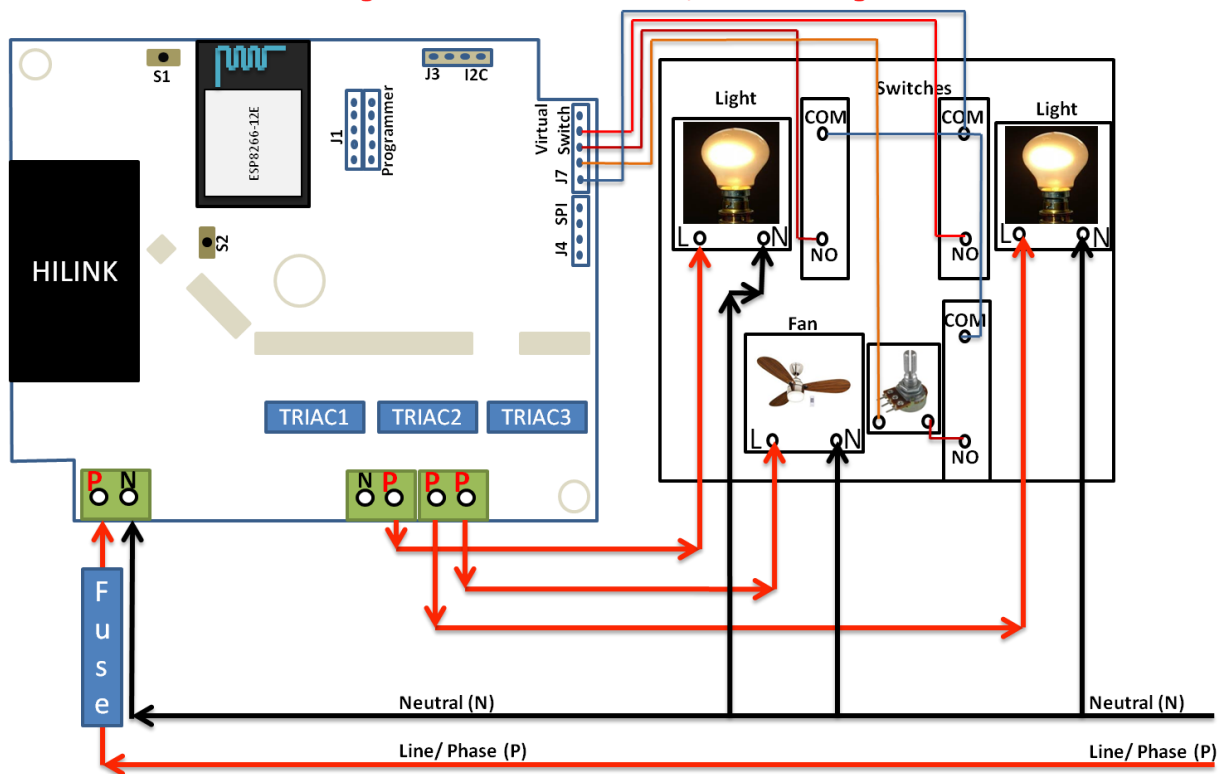 S1
J3 I2C
ESP8266-12E
J1
Programmer
Virtual
Switch
J7
SPI
J4
S2
HILINK
TRIAC1
TRIAC2
TRIAC3
P N
N P
P P
Fuse
Light
Switches
Light
COM
COM
L N
NO
NO
L N
Fan
COM
L N
NO
Neutral (N)
Neutral (N)
Line/ Phase (P)
Line/ Phase (P)